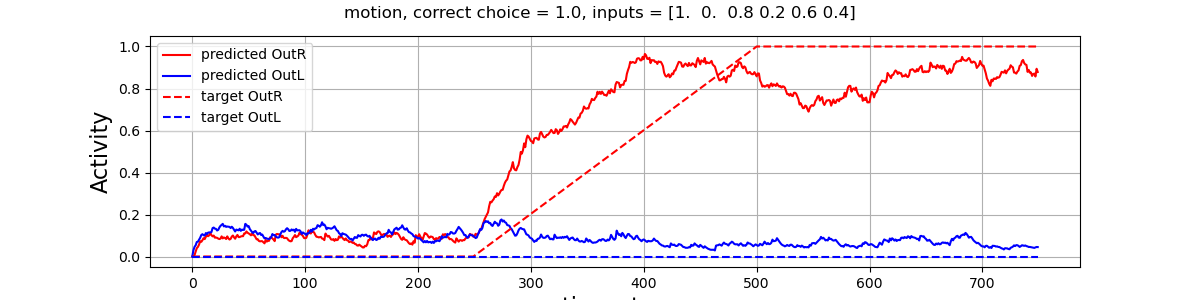 motion, correct choice = 1.0, inputs = [1.  0.  0.8 0.2 0.6 0.4]
predicted OutR
predicted OutL
target OutR
target OutL
Activity
1.0
0.8
0.6
0.4
0.2
0.0
0 100 200 300 400 500 600 700